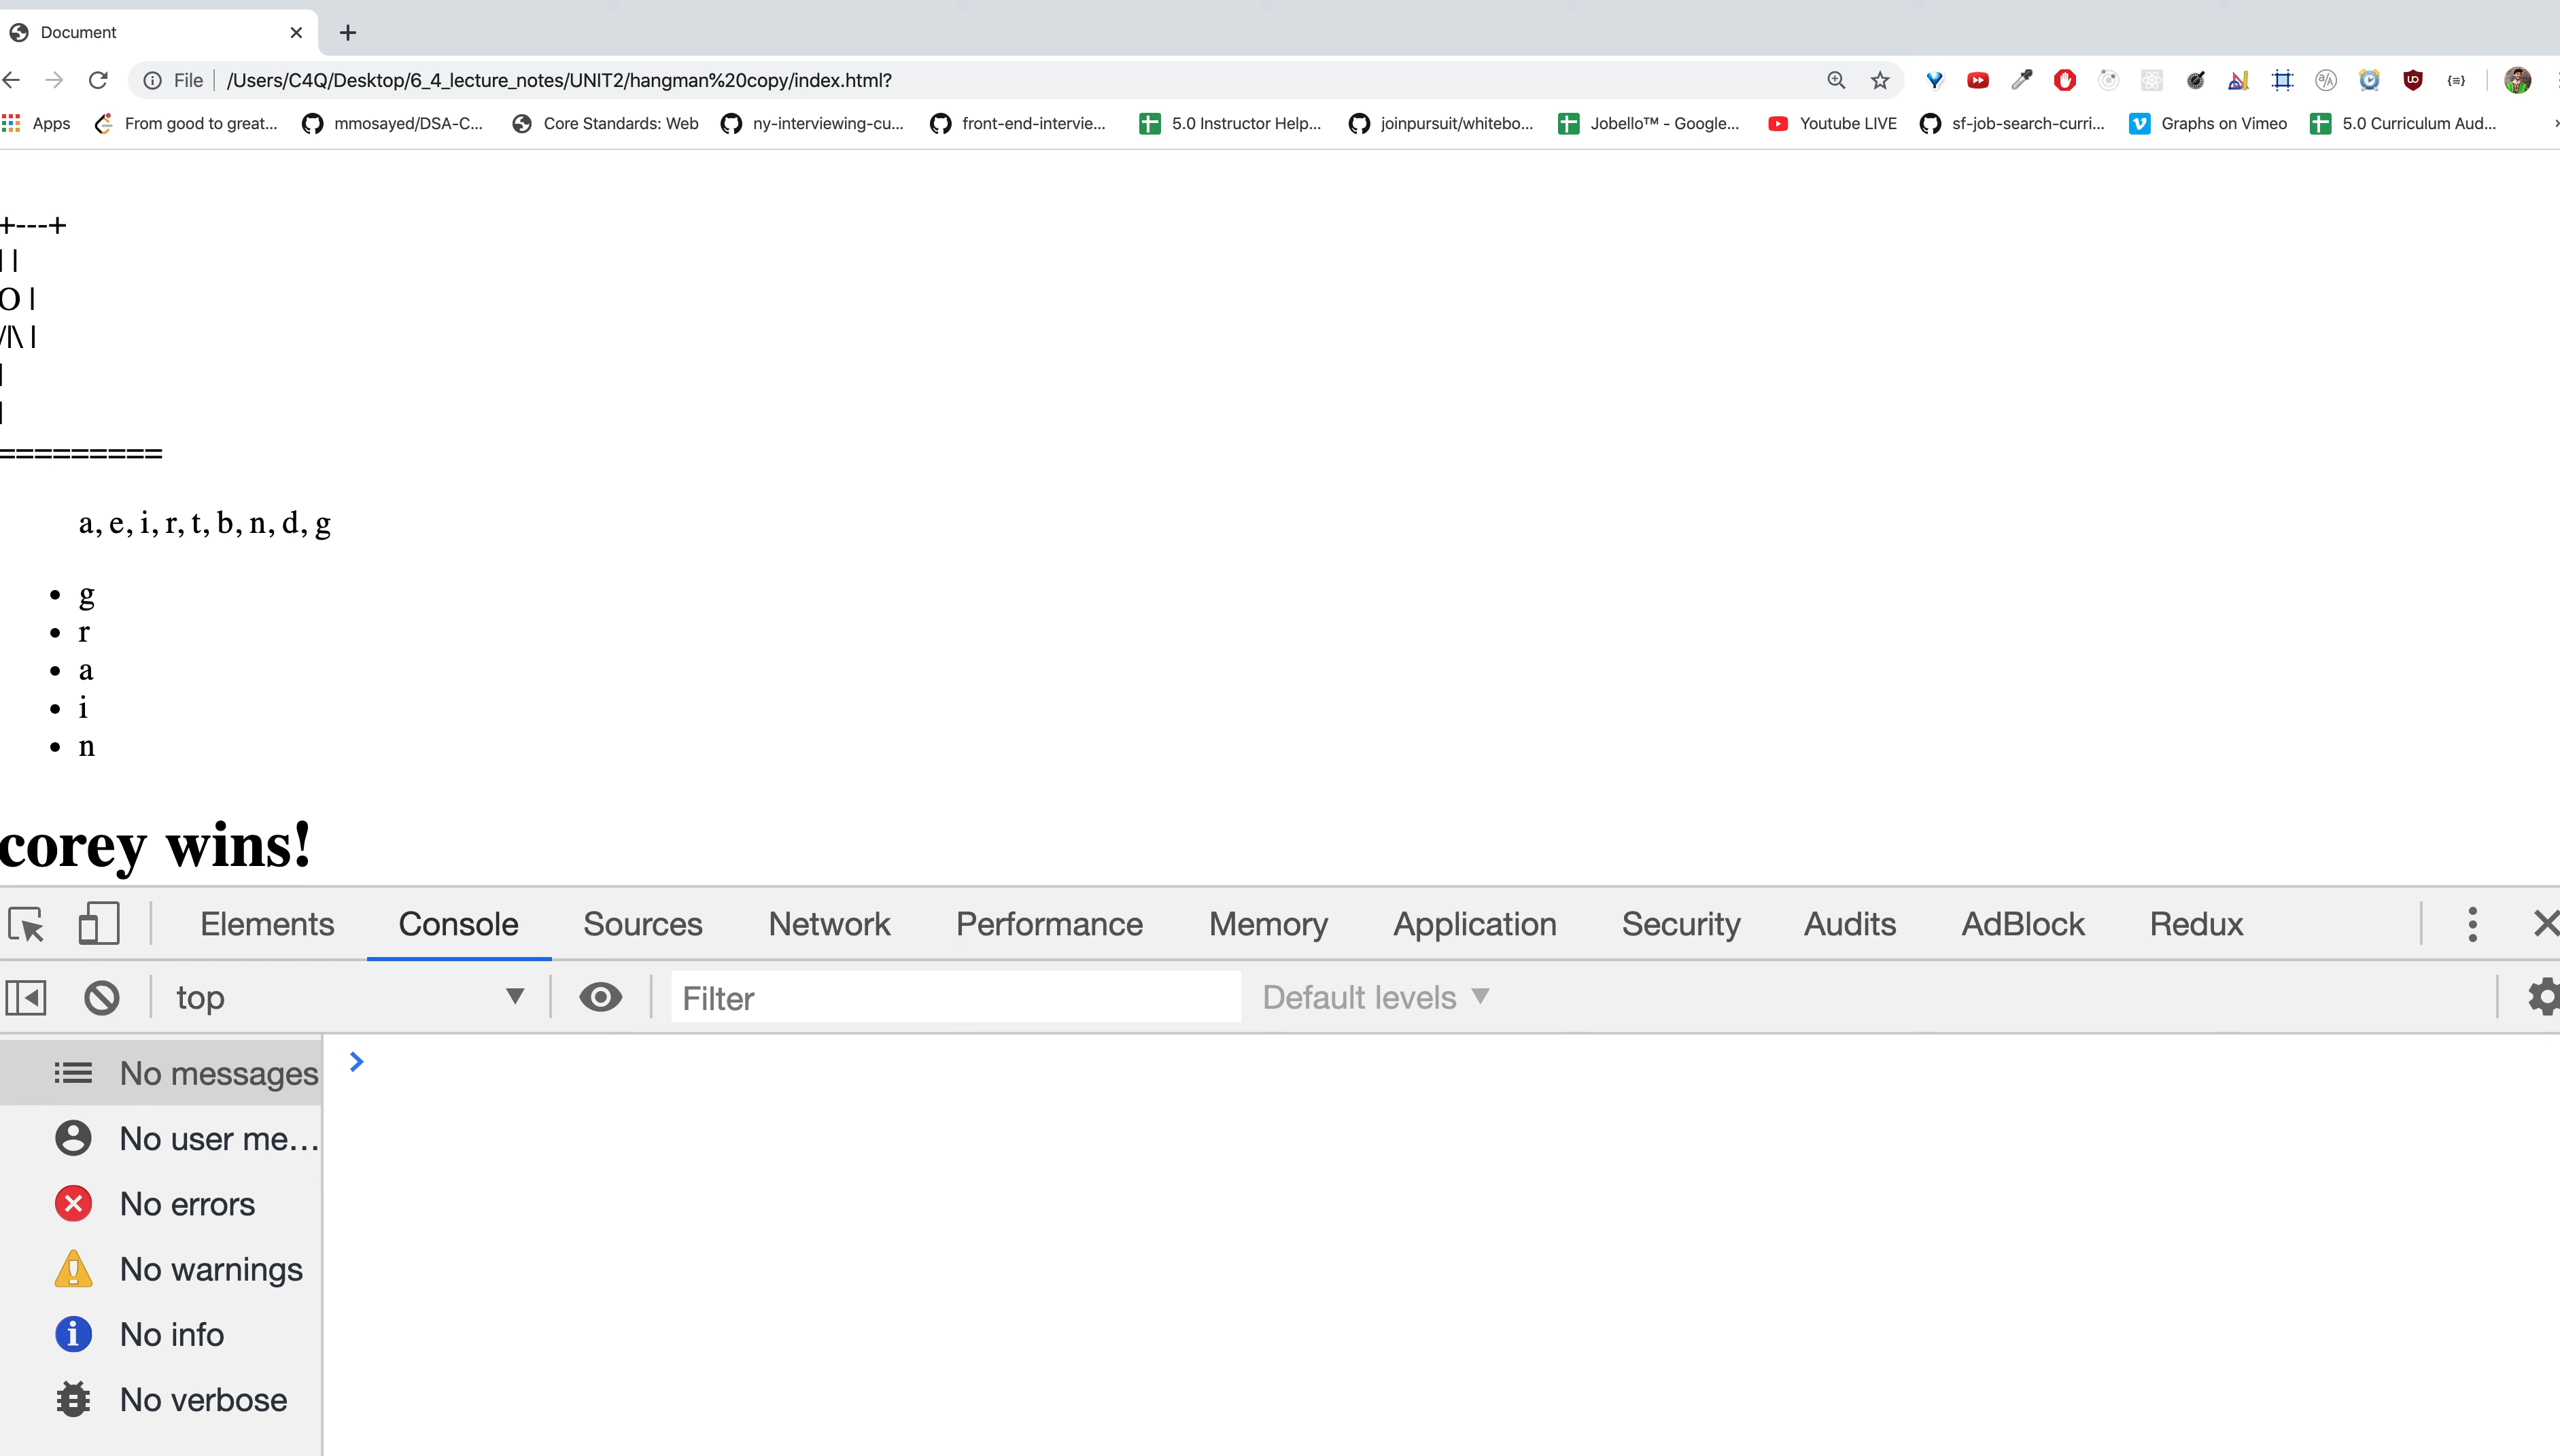 Document
File /Users/C4Q/Desktop/6_4_lecture_notes/UNIT2/hangman%20copy/index.html?
Apps From good to great... mmosayed/DSA-C... Core Standards: Web ny-interviewing-cu... front-end-intervie... 5.0 Instructor Help... joinpursuit/whitebo... Jobello™ - Google... Youtube LIVE sf-job-search-curri... Graphs on Vimeo 5.0 Curriculum Aud...
+---+
| |
O |
/|\ |
|
|
=========
a, e, i, r, t, b, n, d, g
• g
• r
• a
• i
• n
corey wins!
Elements Console Sources Network Performance Memory Application Security Audits AdBlock Redux
top Filter Default levels
No messages
No user me...
No errors
No warnings
No info
No verbose